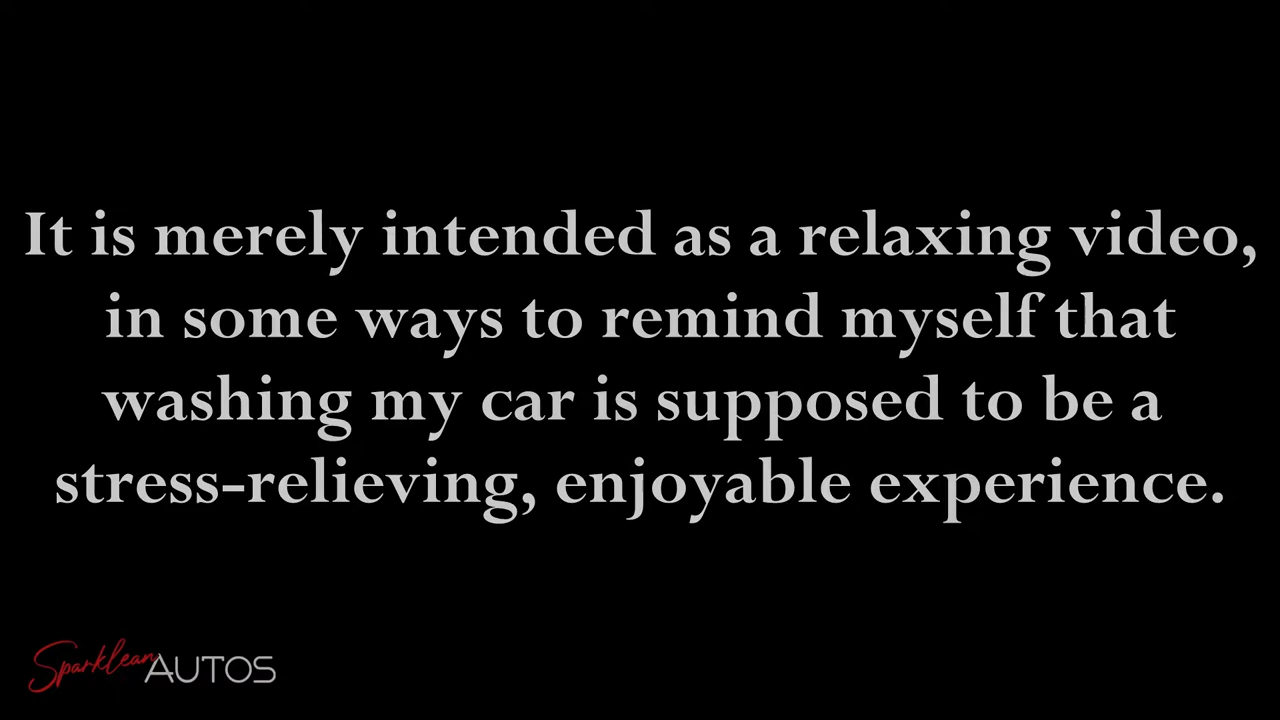 It is merely intended as a relaxing video,
in some ways to remind myself that
washing my car is supposed to be a
stress-relieving, enjoyable experience.
Sparklean AUTOS